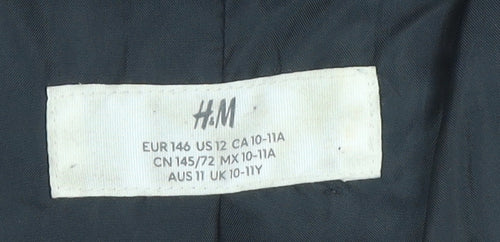 H&M
EUR 146 US 12 CA 10-11A
CN 145/72 MX 10-11A
AUS 11 UK 10-11Y